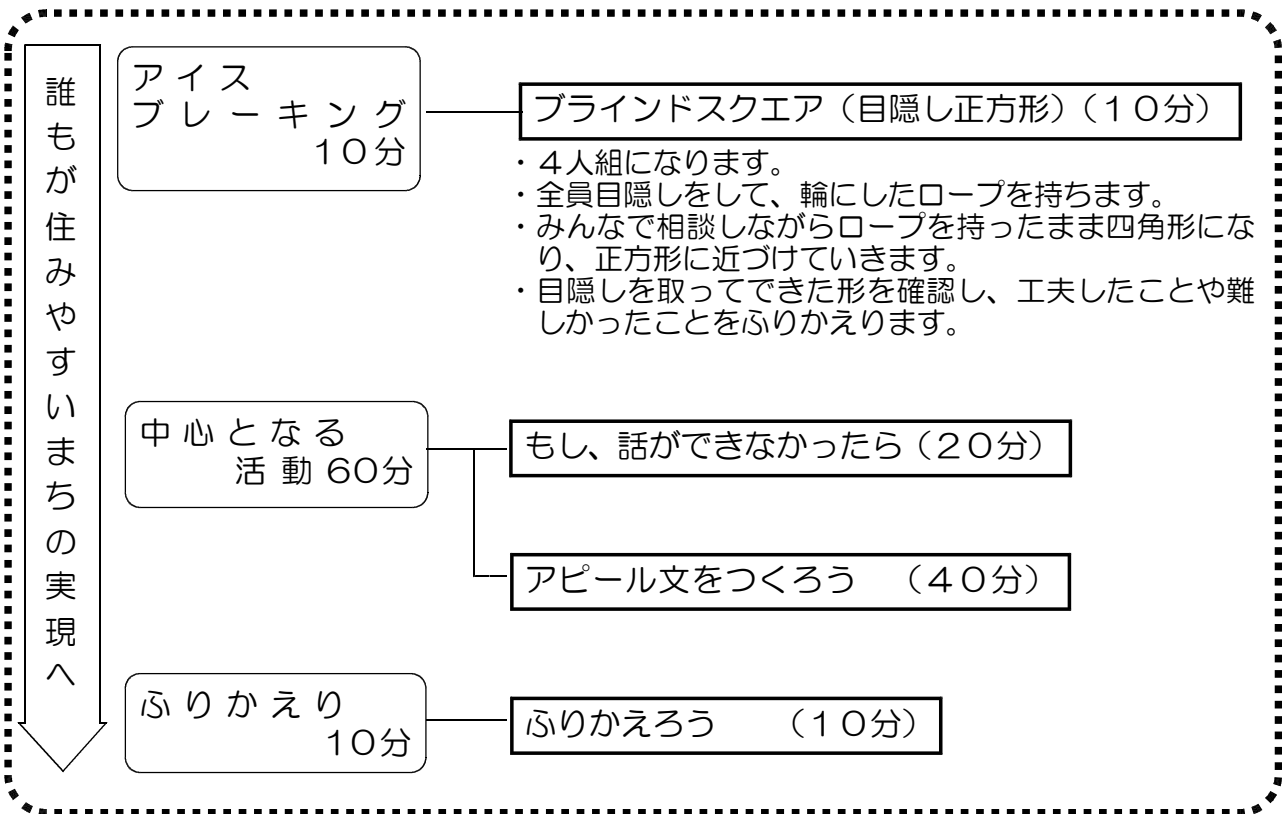 誰もが住みやすいまちの実現へ
アイス
ブレーキング
10分
ブラインドスクエア（目隠し正方形）（１０分）
・４人組になります。
・全員目隠しをして、輪にしたロープを持ちます。
・みんなで相談しながらロープを持ったまま四角形にな
り、正方形に近づけていきます。
・目隠しを取ってできた形を確認し、工夫したことや難
しかったことをふりかえります。
中心となる
活動60分
もし、話ができなかったら（２０分）
アピール文をつくろう　（４０分）
ふりかえり
10分
ふりかえろう　　（１０分）